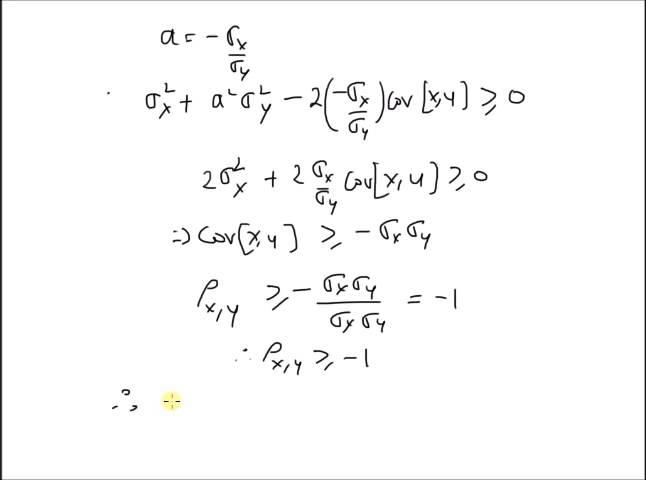 a = - σx/σy
σx² + a²σy² - 2(-σx/σy)Cov[x,y] ≥ 0
2σx² + 2 σx/σy Cov[x,y] ≥ 0
⇒ Cov[x,y] ≥ - σxσy
ρx,y ≥ - σxσy/σxσy = -1
∴ ρx,y ≥ -1
∴